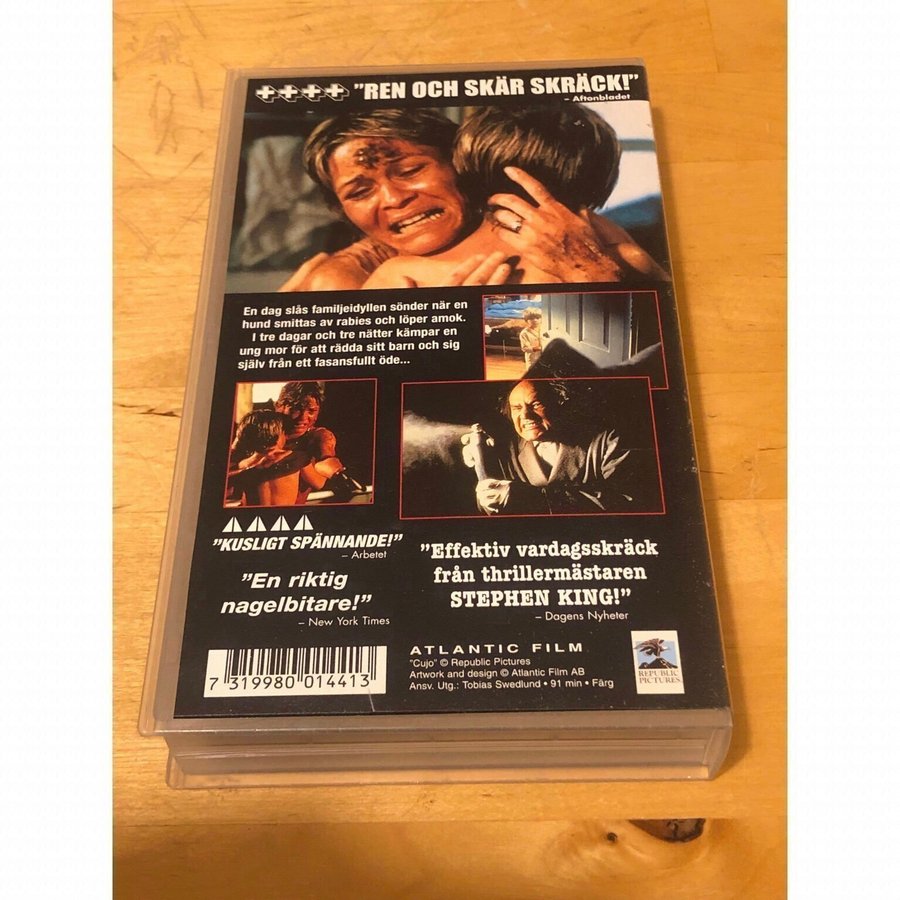 ++++ "REN OCH SKÄR SKRÄCK!"
– Aftonbladet
En dag slås familjeidyllen sönder när en
hund smittas av rabies och löper amok.
I tre dagar och tre nätter kämpar en
ung mor för att rädda sitt barn och sig
själv från ett fasansfullt öde...
"KUSLIGT SPÄNNANDE!"
– Arbetet
"En riktig
nagelbitare!"
– New York Times
"Effektiv vardagsskräck
från thrillermästaren
STEPHEN KING!"
– Dagens Nyheter
7 319980 014413
ATLANTIC FILM
"Cujo" © Republic Pictures
Artwork and design © Atlantic Film AB
Ansv. Utg.: Tobias Swedlund • 91 min • Färg
REPUBLIC
PICTURES